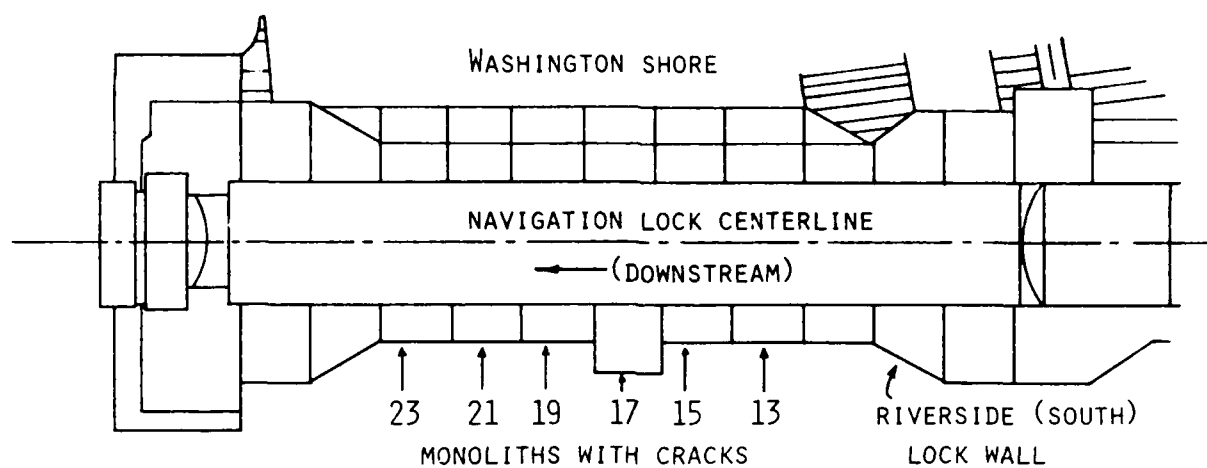 WASHINGTON SHORE
NAVIGATION LOCK CENTERLINE
(DOWNSTREAM)
23 21 19 17 15 13
MONOLITHS WITH CRACKS
RIVERSIDE (SOUTH)
LOCK WALL